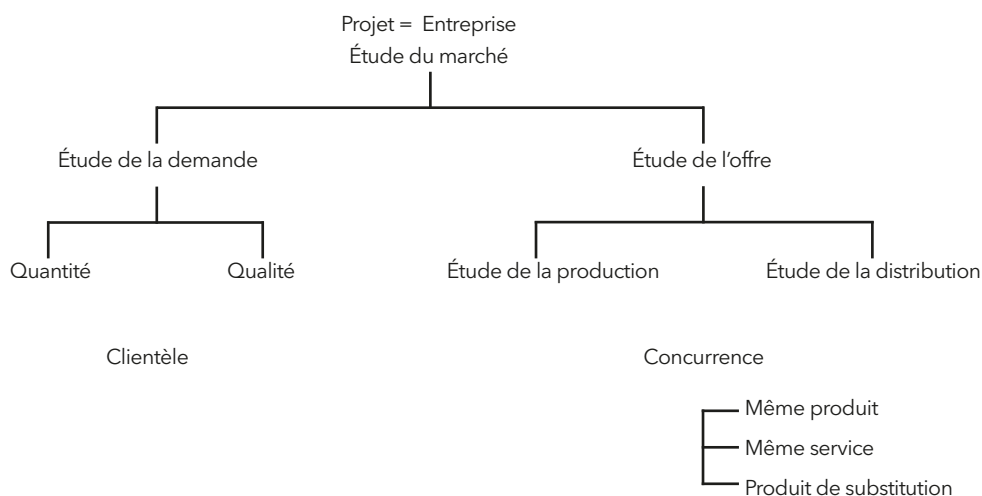 Projet = Entreprise
Étude du marché
Étude de la demande
Étude de l'offre
Quantité
Qualité
Étude de la production
Étude de la distribution
Clientèle
Concurrence
Même produit
Même service
Produit de substitution